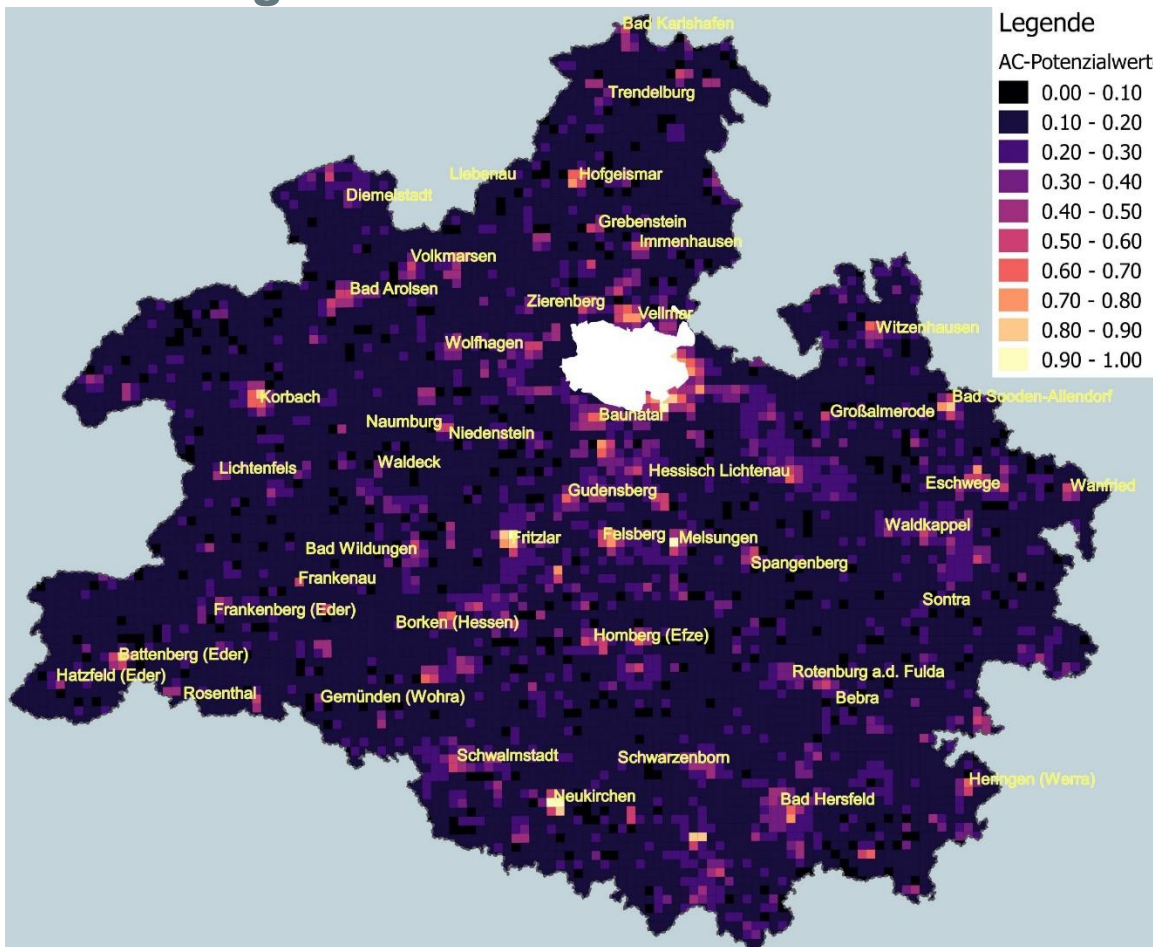 Legende
AC-Potenzialwert
0.00 - 0.10
0.10 - 0.20
0.20 - 0.30
0.30 - 0.40
0.40 - 0.50
0.50 - 0.60
0.60 - 0.70
0.70 - 0.80
0.80 - 0.90
0.90 - 1.00
Bad Karlshafen
Trendelburg
Liebenau
Hofgeismar
Diemelstadt
Grebenstein
Immenhausen
Volkmarsen
Bad Arolsen
Zierenberg
Vellmar
Witzenhausen
Wolfhagen
Korbach
Bad Sooden-Allendorf
Naumburg
Baunatal
Großalmerode
Niedenstein
Lichtenfels
Waldeck
Hessisch Lichtenau
Eschwege
Wanfried
Gudensberg
Waldkappel
Fritzlar
Felsberg
Melsungen
Bad Wildungen
Spangenberg
Frankenau
Sontra
Frankenberg (Eder)
Borken (Hessen)
Homberg (Efze)
Battenberg (Eder)
Hatzfeld (Eder)
Rosenthal
Gemünden (Wohra)
Rotenburg a.d. Fulda
Bebra
Schwalmstadt
Schwarzenborn
Heringen (Werra)
Neukirchen
Bad Hersfeld